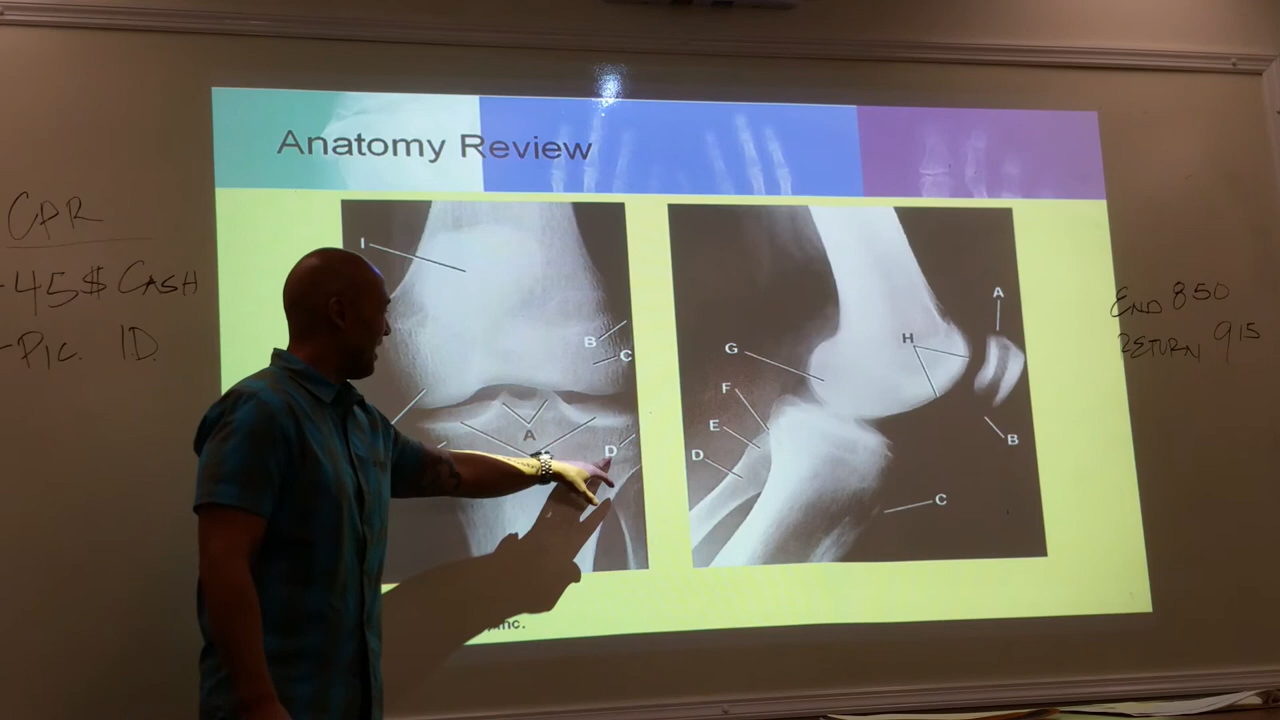 Anatomy Review
CPR
-45$ CASH
-PIC. ID.
I
B
C
A
D
A
H
G
F
E
D
B
C
END 850
RETURN 915
Inc.